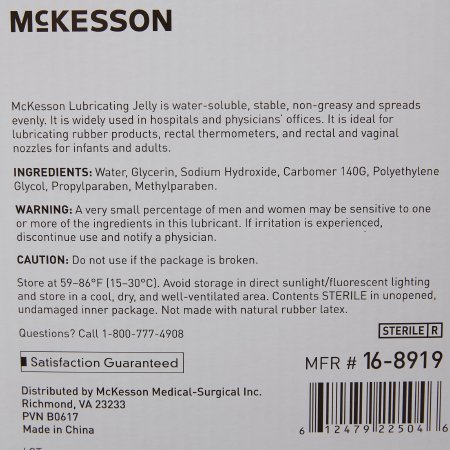 McKESSON
McKesson Lubricating Jelly is water-soluble, stable, non-greasy and spreads
evenly. It is widely used in hospitals and physicians' offices. It is ideal for
lubricating rubber products, rectal thermometers, and rectal and vaginal
nozzles for infants and adults.
INGREDIENTS: Water, Glycerin, Sodium Hydroxide, Carbomer 140G, Polyethylene
Glycol, Propylparaben, Methylparaben.
WARNING: A very small percentage of men and women may be sensitive to one
or more of the ingredients in this lubricant. If irritation is experienced,
discontinue use and notify a physician.
CAUTION: Do not use if the package is broken.
Store at 59-86°F (15-30°C). Avoid storage in direct sunlight/fluorescent lighting
and store in a cool, dry, and well-ventilated area. Contents STERILE in unopened,
undamaged inner package. Not made with natural rubber latex.
Questions? Call 1-800-777-4908
STERILE R
Satisfaction Guaranteed
MFR # 16-8919
Distributed by McKesson Medical-Surgical Inc.
Richmond, VA 23233
PVN B0617
Made in China
6 12479 22504 6